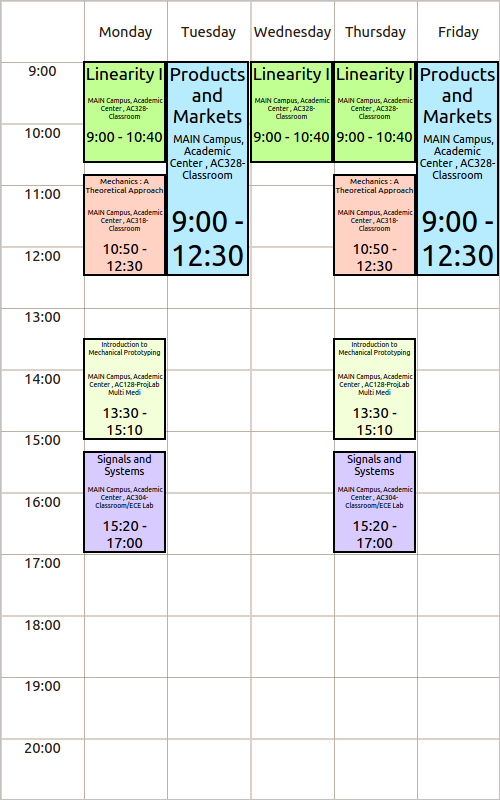 Monday Tuesday Wednesday Thursday Friday
9:00
10:00
11:00
12:00
13:00
14:00
15:00
16:00
17:00
18:00
19:00
20:00
Linearity I
MAIN Campus, Academic
Center , AC328-
Classroom
9:00 - 10:40
Mechanics : A
Theoretical Approach
MAIN Campus, Academic
Center , AC318-
Classroom
10:50 -
12:30
Introduction to
Mechanical Prototyping
MAIN Campus, Academic
Center , AC128-ProjLab
Multi Medi
13:30 -
15:10
Signals and
Systems
MAIN Campus, Academic
Center , AC304-
Classroom/ECE Lab
15:20 -
17:00
Products
and
Markets
MAIN Campus,
Academic
Center , AC328-
Classroom
9:00 -
12:30
Linearity I
MAIN Campus, Academic
Center , AC328-
Classroom
9:00 - 10:40
Linearity I
MAIN Campus, Academic
Center , AC328-
Classroom
9:00 - 10:40
Mechanics : A
Theoretical Approach
MAIN Campus, Academic
Center , AC318-
Classroom
10:50 -
12:30
Introduction to
Mechanical Prototyping
MAIN Campus, Academic
Center , AC128-ProjLab
Multi Medi
13:30 -
15:10
Signals and
Systems
MAIN Campus, Academic
Center , AC304-
Classroom/ECE Lab
15:20 -
17:00
Products
and
Markets
MAIN Campus,
Academic
Center , AC328-
Classroom
9:00 -
12:30